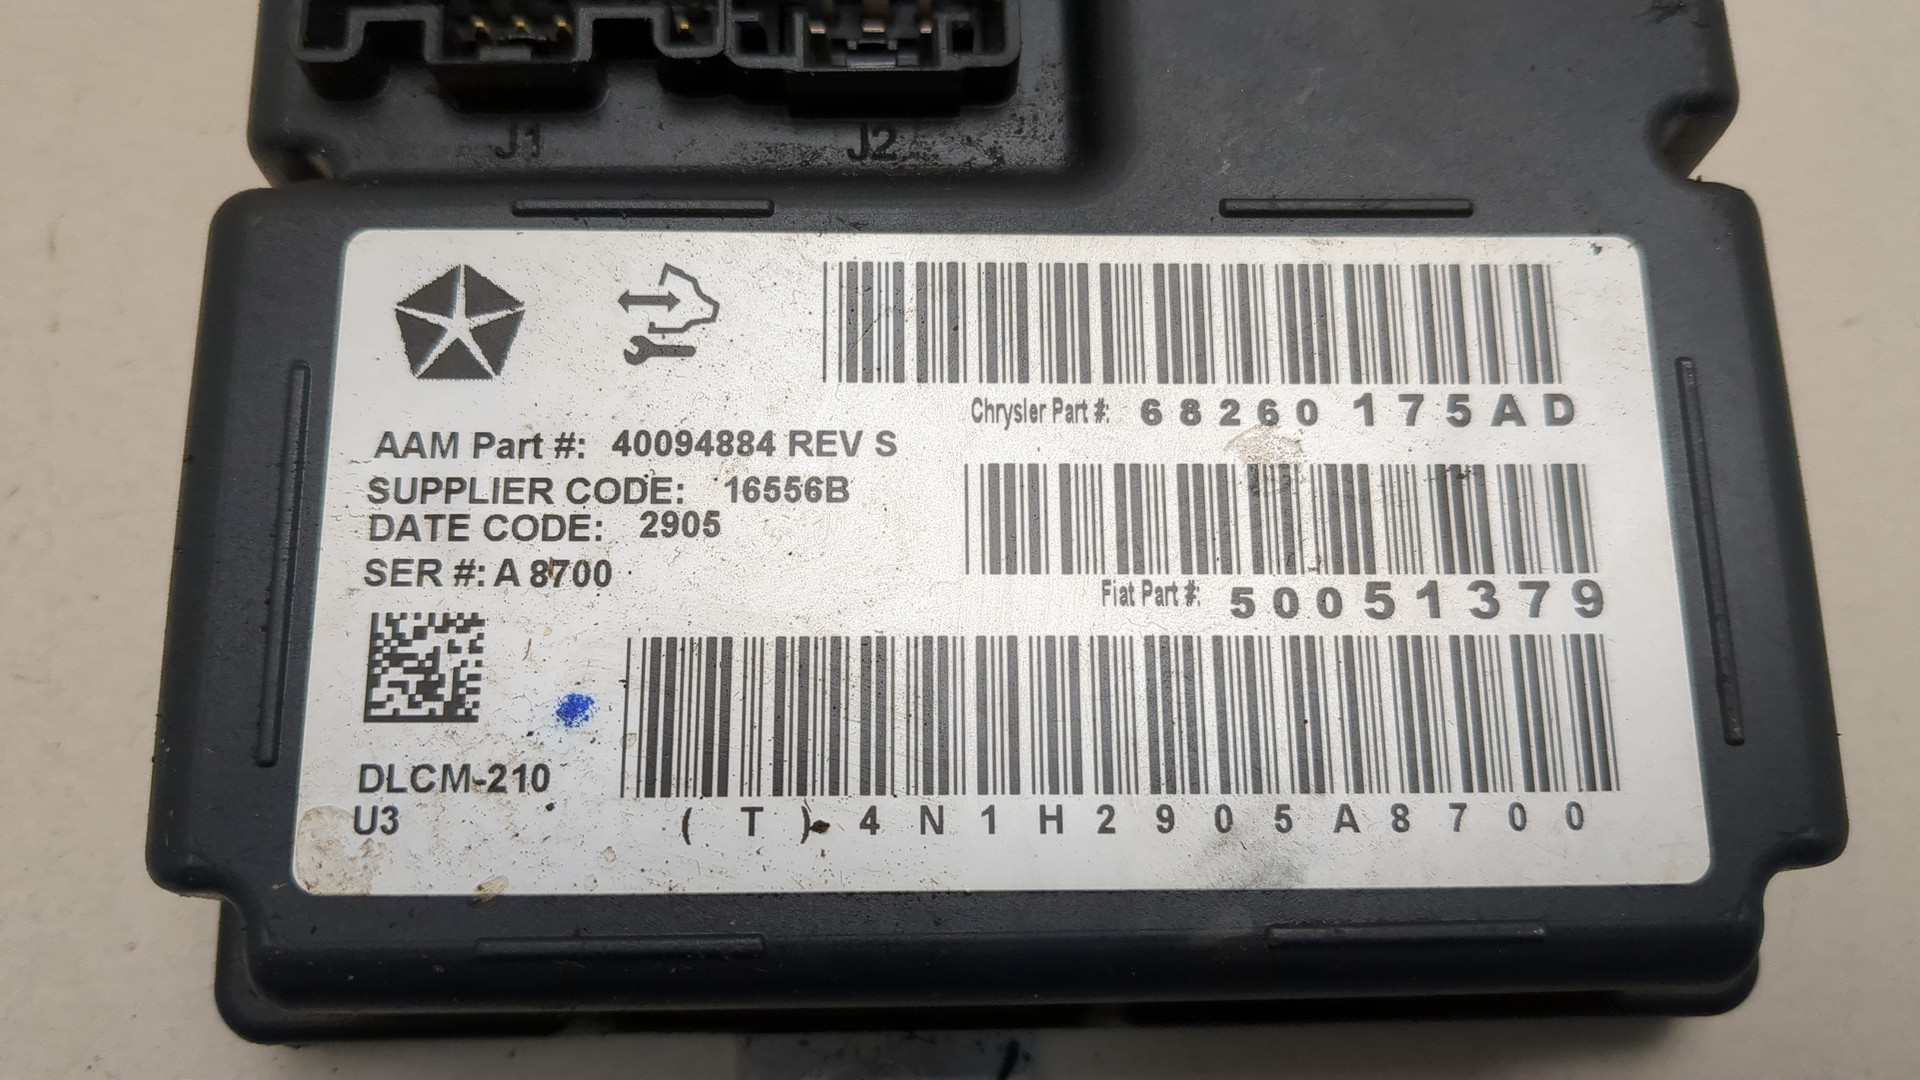 J1 J2
Chrysler Part #: 68260175AD
AAM Part #: 40094884 REV S
SUPPLIER CODE: 16556B
DATE CODE: 2905
SER #: A 8700
Fiat Part #: 50051379
DLCM-210
U3
(T)4N1H2905A8700